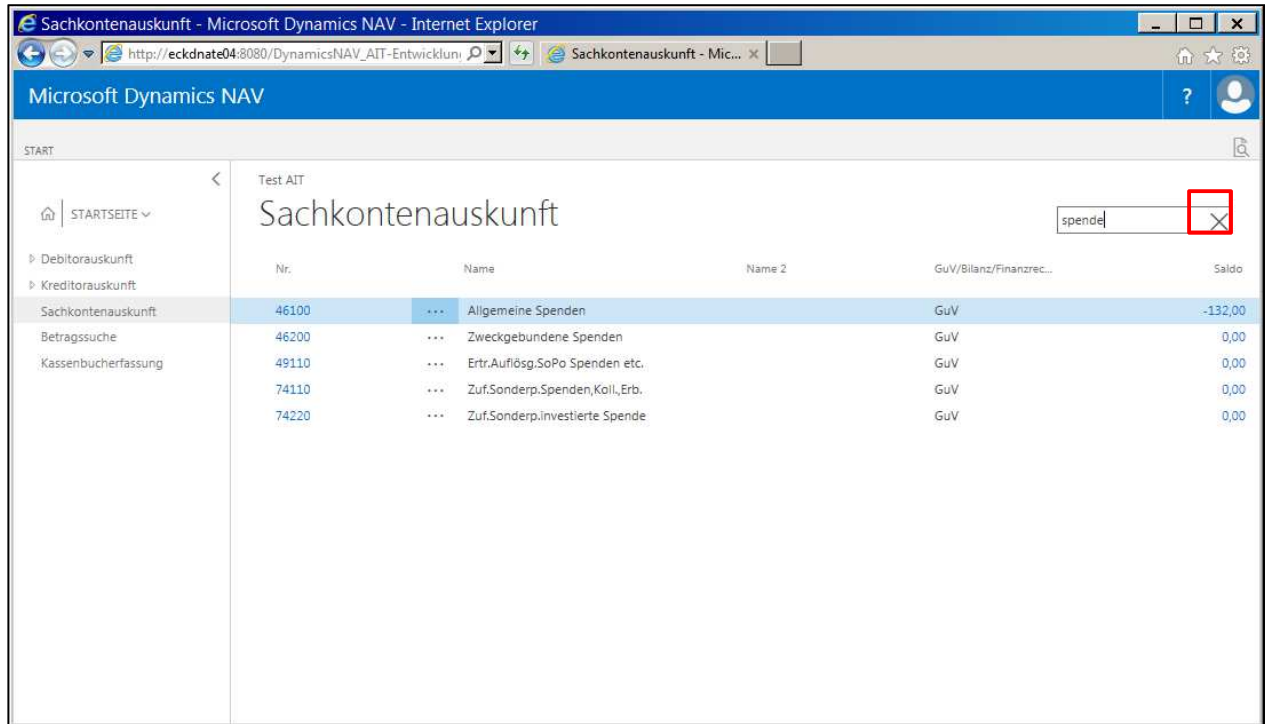 Sachkontenauskunft - Microsoft Dynamics NAV - Internet Explorer
http://eckdnate04:8080/DynamicsNAV_AIT-Entwicklun Sachkontenauskunft - Mic...
Microsoft Dynamics NAV ?
START
Test AIT
STARTSEITE
Sachkontenauskunft
spende
Debitorauskunft
Kreditorauskunft
Sachkontenauskunft
Betragssuche
Kassenbucherfassung
Nr. Name Name 2 GuV/Bilanz/Finanzrec... Saldo
46100 ... Allgemeine Spenden GuV -132,00
46200 ... Zweckgebundene Spenden GuV 0,00
49110 ... Ertr.Auflösg.SoPo Spenden etc. GuV 0,00
74110 ... Zuf.Sonderp.Spenden,Koll.,Erb. GuV 0,00
74220 ... Zuf.Sonderp.investierte Spende GuV 0,00